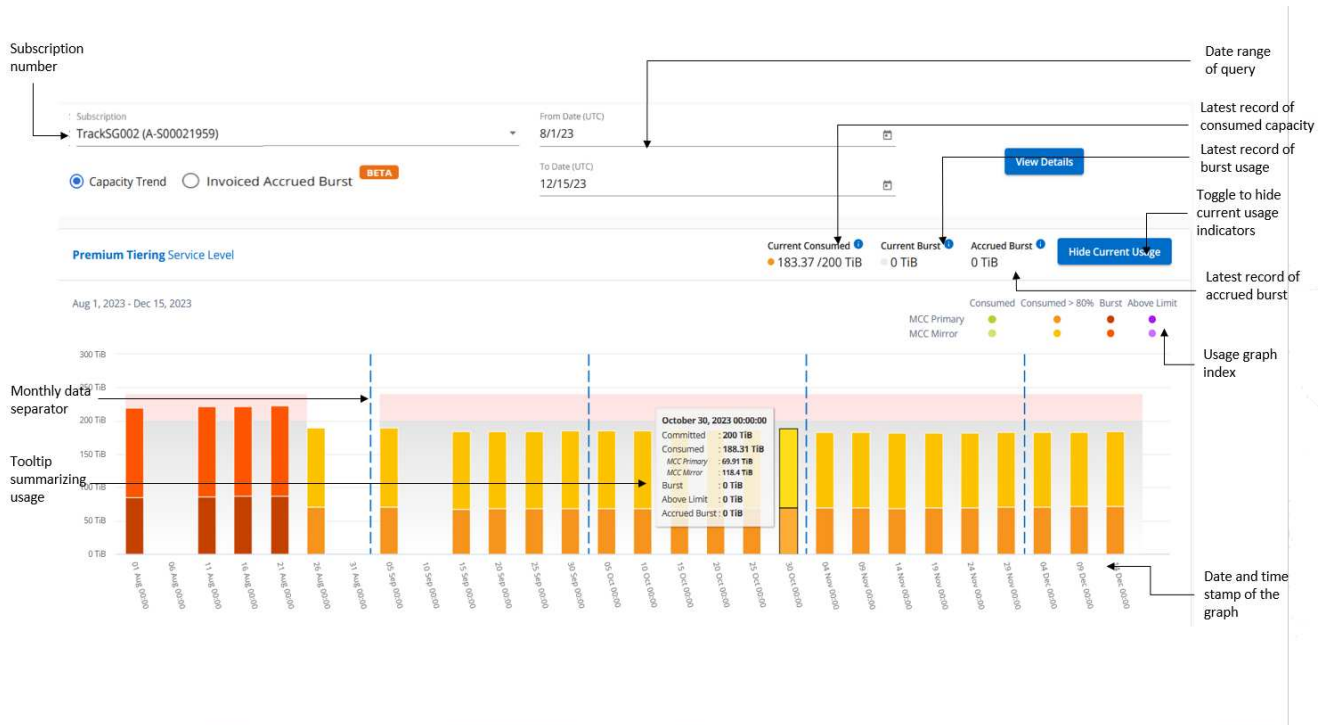 Subscription
number
Date range
of query
Latest record of
consumed capacity
Latest record of
burst usage
Toggle to hide
current usage
indicators
Latest record of
accrued burst
Usage graph
index
Monthly data
separator
Tooltip
summarizing
usage
Date and time
stamp of the
graph
Subscription
TrackSG002 (A-S00021959)
From Date (UTC)
8/1/23
To Date (UTC)
12/15/23
View Details
Capacity Trend
Invoiced Accrued Burst
BETA
Premium Tiering Service Level
Current Consumed
183.37 /200 TiB
Current Burst
0 TiB
Accrued Burst
0 TiB
Hide Current Usage
Aug 1, 2023 - Dec 15, 2023
Consumed Consumed > 80% Burst Above Limit
MCC Primary
MCC Mirror
300 TiB
250 TiB
200 TiB
150 TiB
100 TiB
50 TiB
0 TiB
October 30, 2023 00:00:00
Committed : 200 TiB
Consumed : 188.31 TiB
MCC Primary : 69.91 TiB
MCC Mirror : 118.4 TiB
Burst : 0 TiB
Above Limit : 0 TiB
Accrued Burst : 0 TiB
01 Aug 00:00
06 Aug 00:00
11 Aug 00:00
16 Aug 00:00
21 Aug 00:00
26 Aug 00:00
31 Aug 00:00
05 Sep 00:00
10 Sep 00:00
15 Sep 00:00
20 Sep 00:00
25 Sep 00:00
30 Sep 00:00
05 Oct 00:00
10 Oct 00:00
15 Oct 00:00
20 Oct 00:00
25 Oct 00:00
30 Oct 00:00
04 Nov 00:00
09 Nov 00:00
14 Nov 00:00
19 Nov 00:00
24 Nov 00:00
29 Nov 00:00
04 Dec 00:00
09 Dec 00:00
Dec 00:00